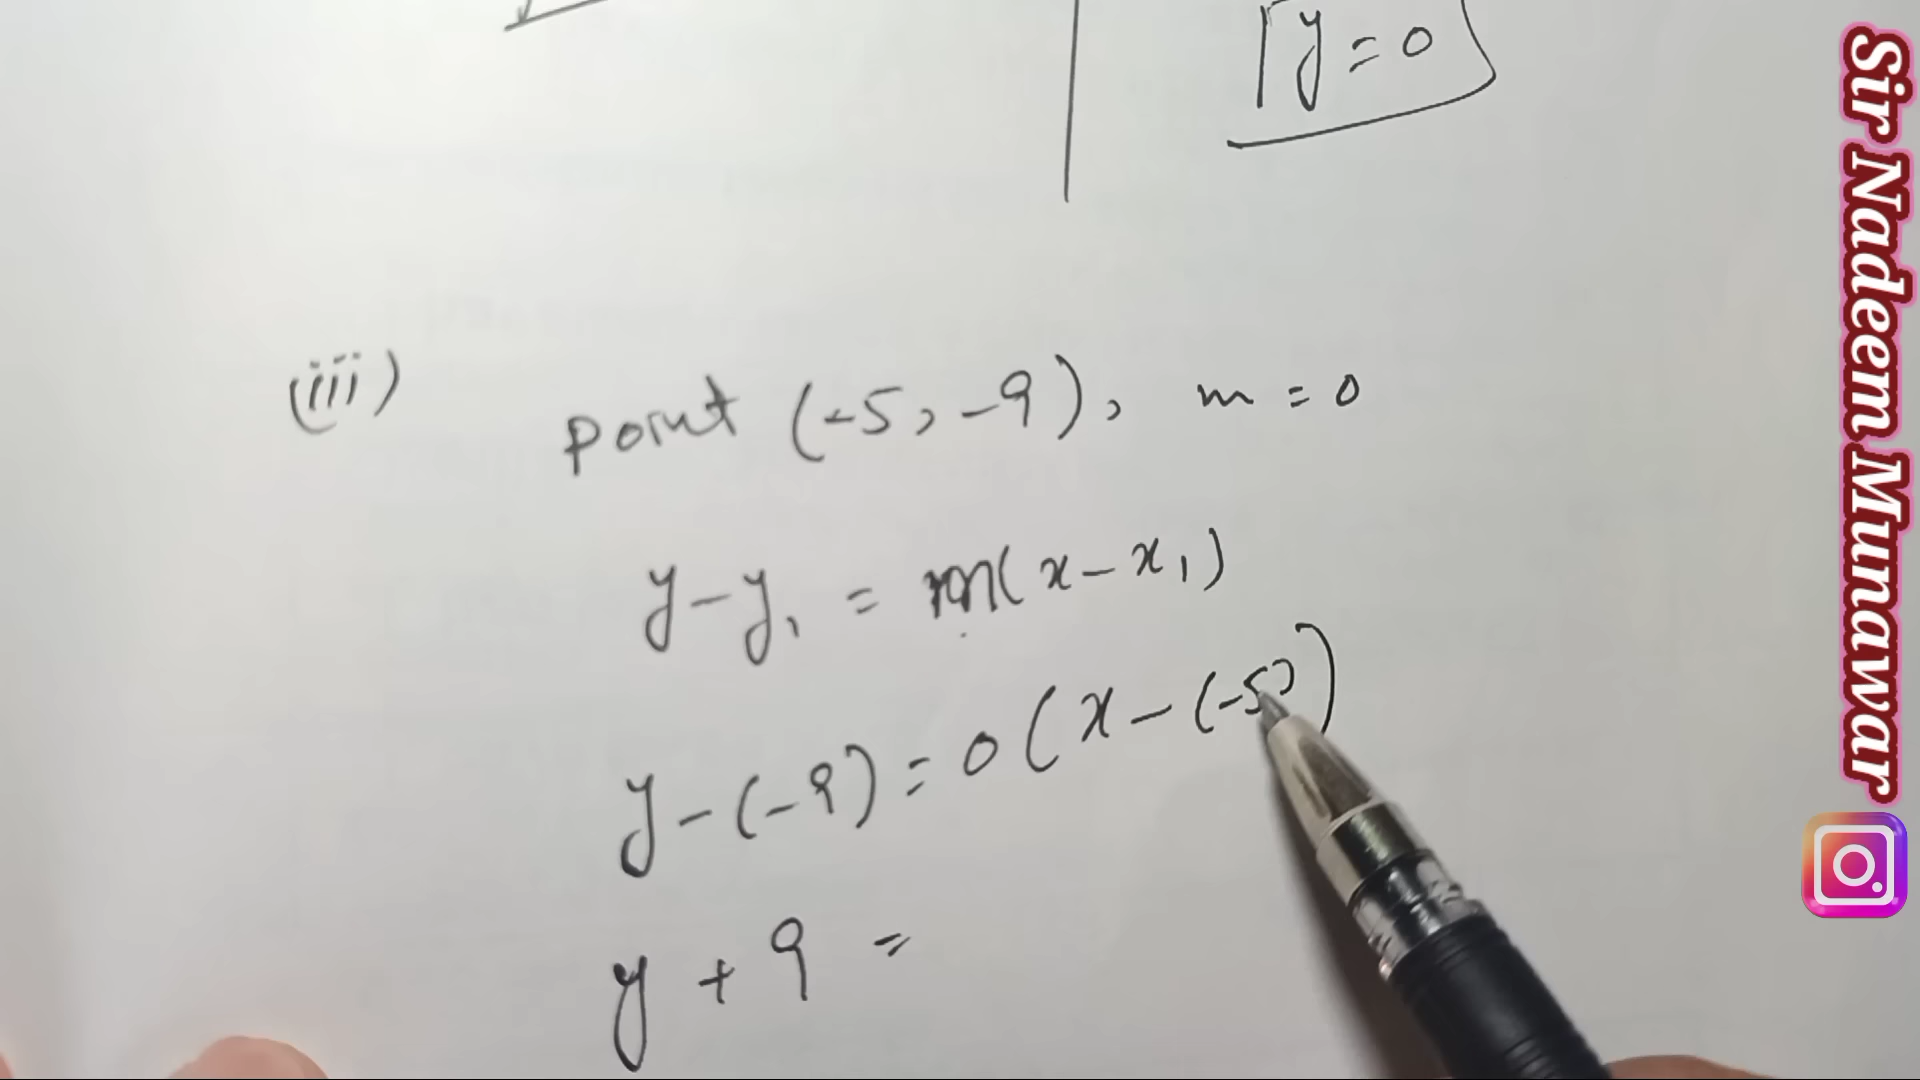 y = 0
(iii) point (-5, -9), m = 0
y - y₁ = m(x - x₁)
y - (-9) = 0 (x - (-5))
y + 9 =
Sir Nadeem Munawar